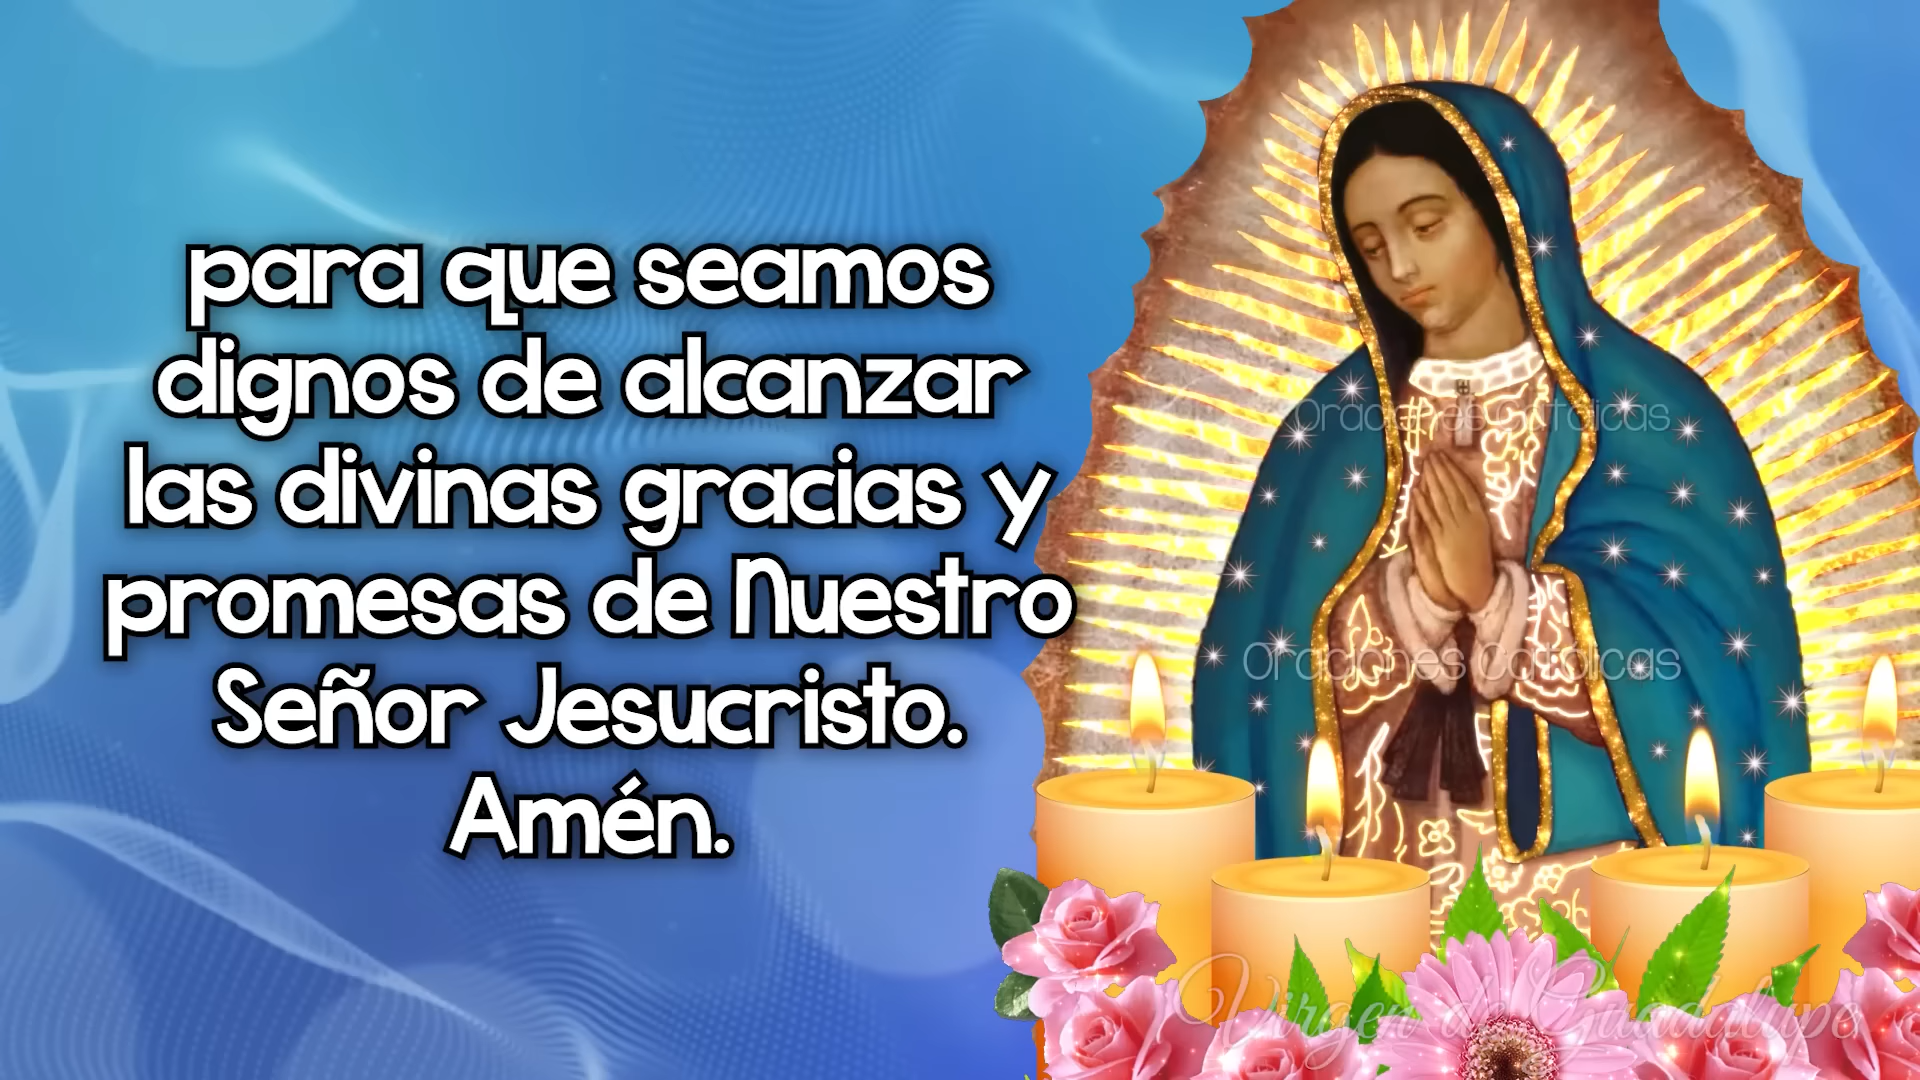 para que seamos
dignos de alcanzar
las divinas gracias y
promesas de Nuestro
Señor Jesucristo.
Amén.
Oraciones Católicas
Oraciones Católicas
Virgen de Guadalupe